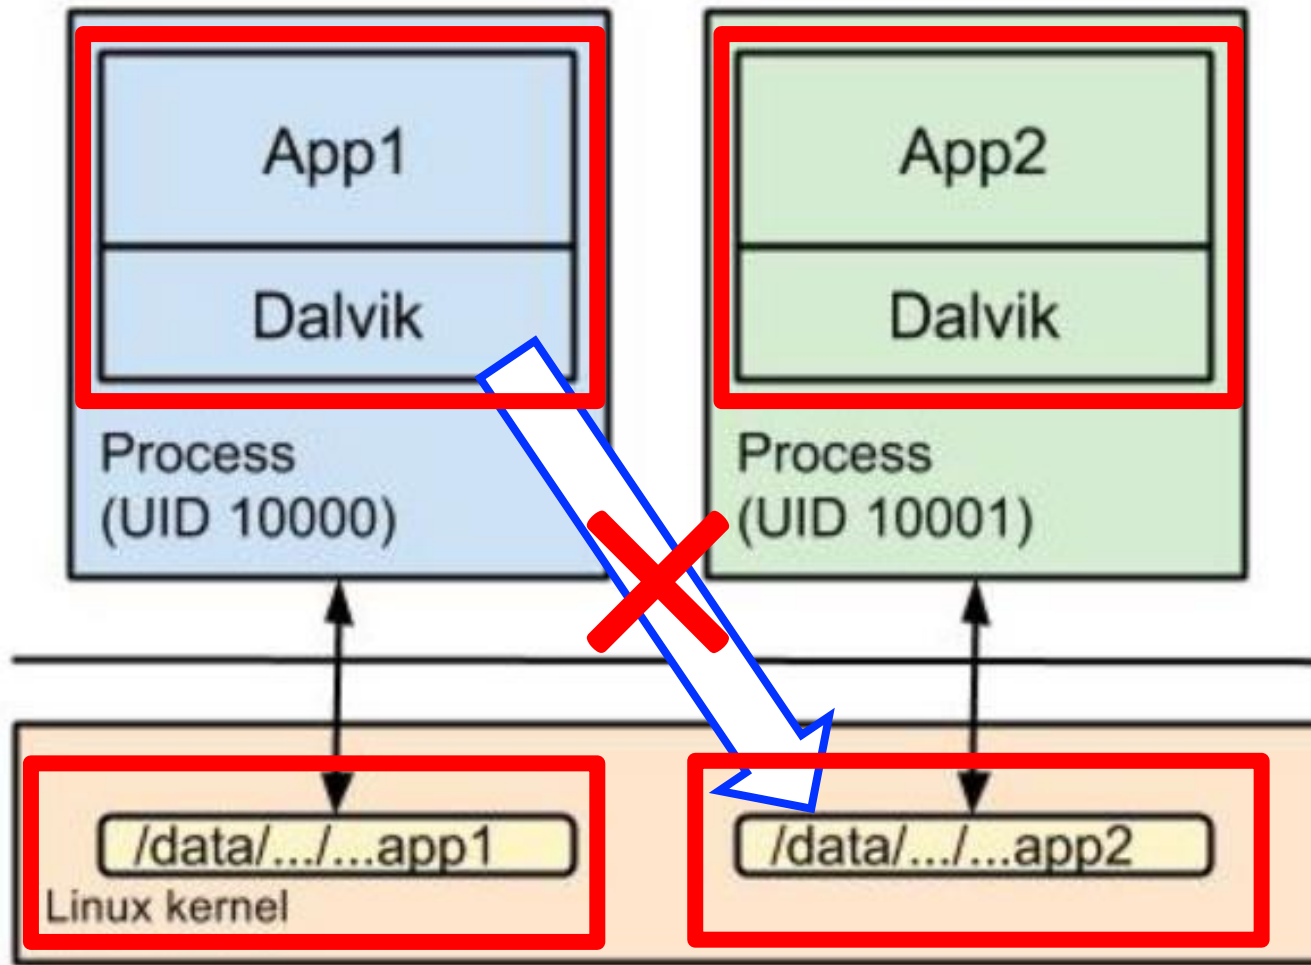 App1
Dalvik
Process
(UID 10000)
App2
Dalvik
Process
(UID 10001)
/data/.../...app1
/data/.../...app2
Linux kernel